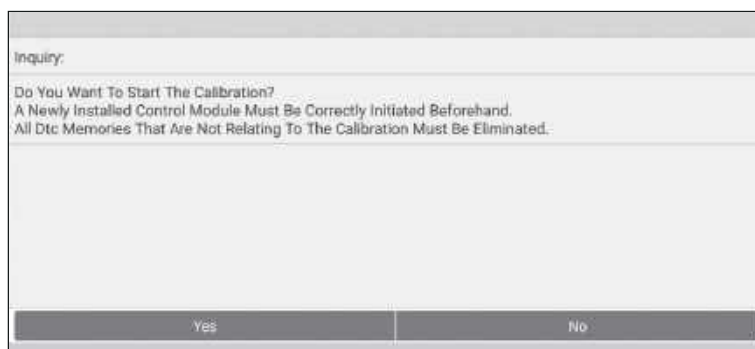 Inquiry:
Do You Want To Start The Calibration?
A Newly Installed Control Module Must Be Correctly Initiated Beforehand.
All Dtc Memories That Are Not Relating To The Calibration Must Be Eliminated.
Yes No